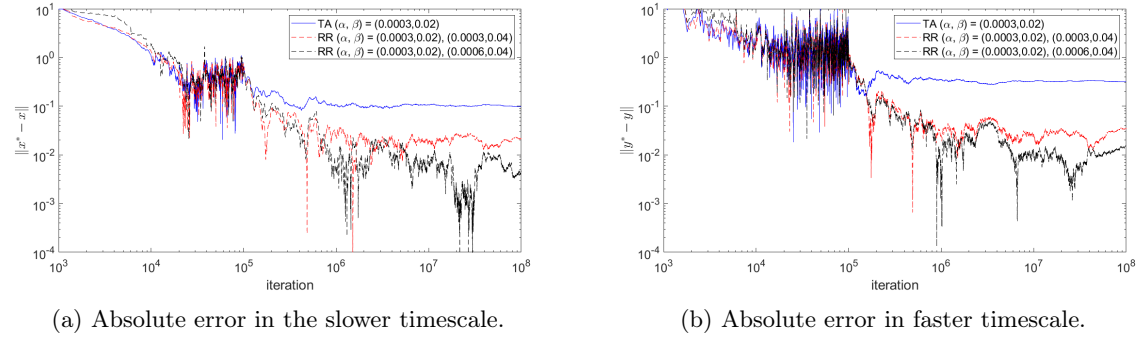 10^1
10^0
10^-1
10^-2
10^-3
10^-4
‖x* − x‖
TA (α, β) = (0.0003,0.02)
RR (α, β) = (0.0003,0.02), (0.0003,0.04)
RR (α, β) = (0.0003,0.02), (0.0006,0.04)
10^3 10^4 10^5 10^6 10^7 10^8
iteration
(a) Absolute error in the slower timescale.
10^1
10^0
10^-1
10^-2
10^-3
10^-4
‖y* − y‖
TA (α, β) = (0.0003,0.02)
RR (α, β) = (0.0003,0.02), (0.0003,0.04)
RR (α, β) = (0.0003,0.02), (0.0006,0.04)
10^3 10^4 10^5 10^6 10^7 10^8
iteration
(b) Absolute error in faster timescale.